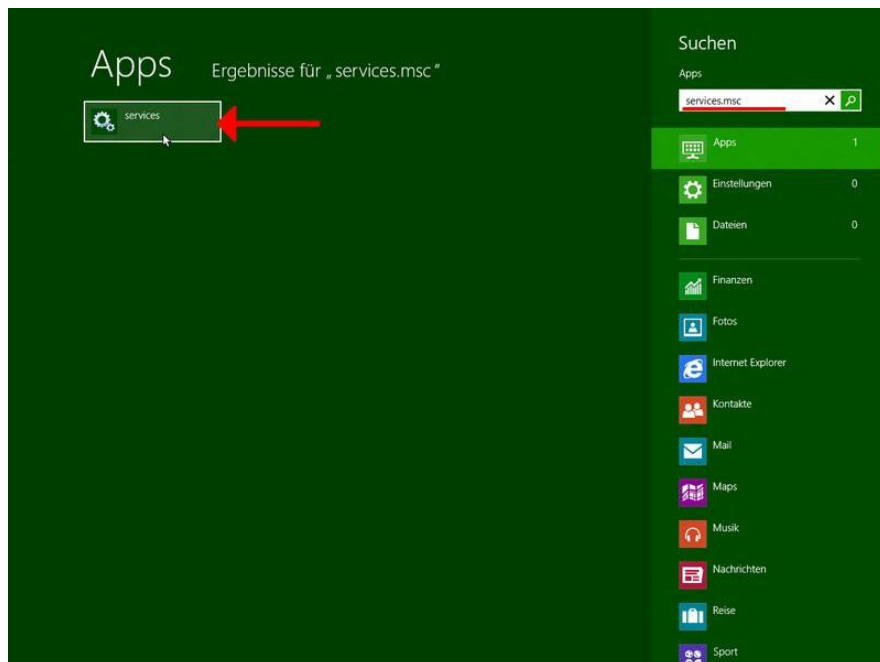 Apps Ergebnisse für „ services.msc “
services
Suchen
Apps
services.msc
Apps 1
Einstellungen 0
Dateien 0
Finanzen
Fotos
Internet Explorer
Kontakte
Mail
Maps
Musik
Nachrichten
Reise
Sport